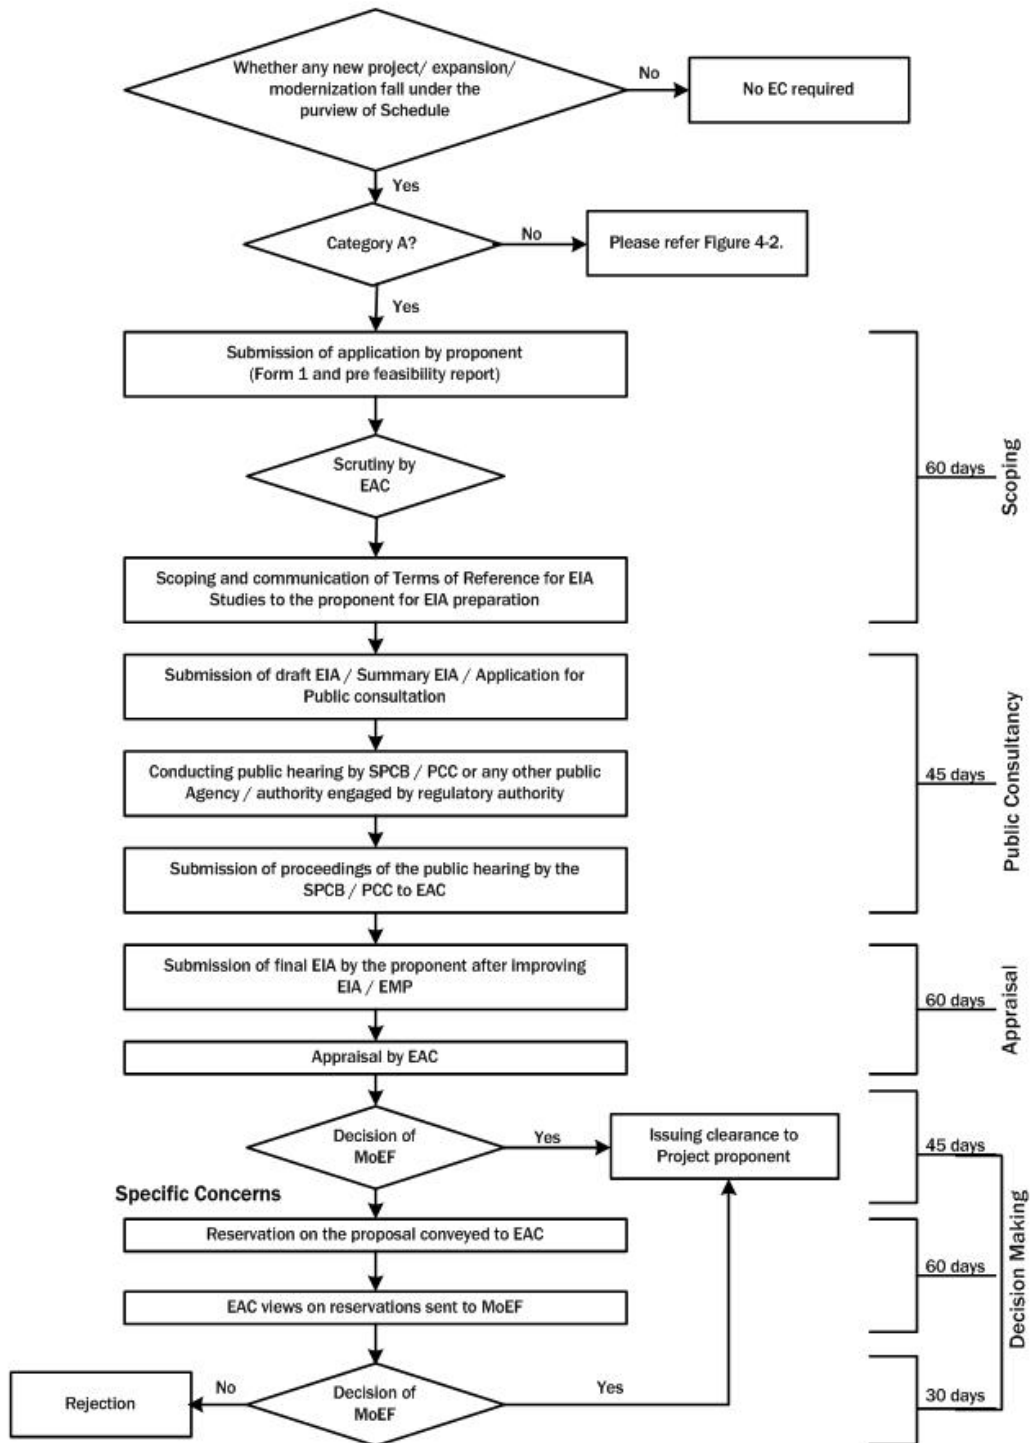 Whether any new project/ expansion/
modernization fall under the
purview of Schedule
No
No EC required
Yes
Category A?
No
Please refer Figure 4-2.
Yes
Submission of application by proponent
(Form 1 and pre feasibility report)
Scrutiny by
EAC
60 days
Scoping
Scoping and communication of Terms of Reference for EIA
Studies to the proponent for EIA preparation
Submission of draft EIA / Summary EIA / Application for
Public consultation
Conducting public hearing by SPCB / PCC or any other public
Agency / authority engaged by regulatory authority
45 days
Public Consultancy
Submission of proceedings of the public hearing by the
SPCB / PCC to EAC
Submission of final EIA by the proponent after improving
EIA / EMP
60 days
Appraisal
Appraisal by EAC
Decision of
MoEF
Yes
Issuing clearance to
Project proponent
45 days
Specific Concerns
Reservation on the proposal conveyed to EAC
60 days
Decision Making
EAC views on reservations sent to MoEF
Decision of
MoEF
No
Rejection
Yes
30 days